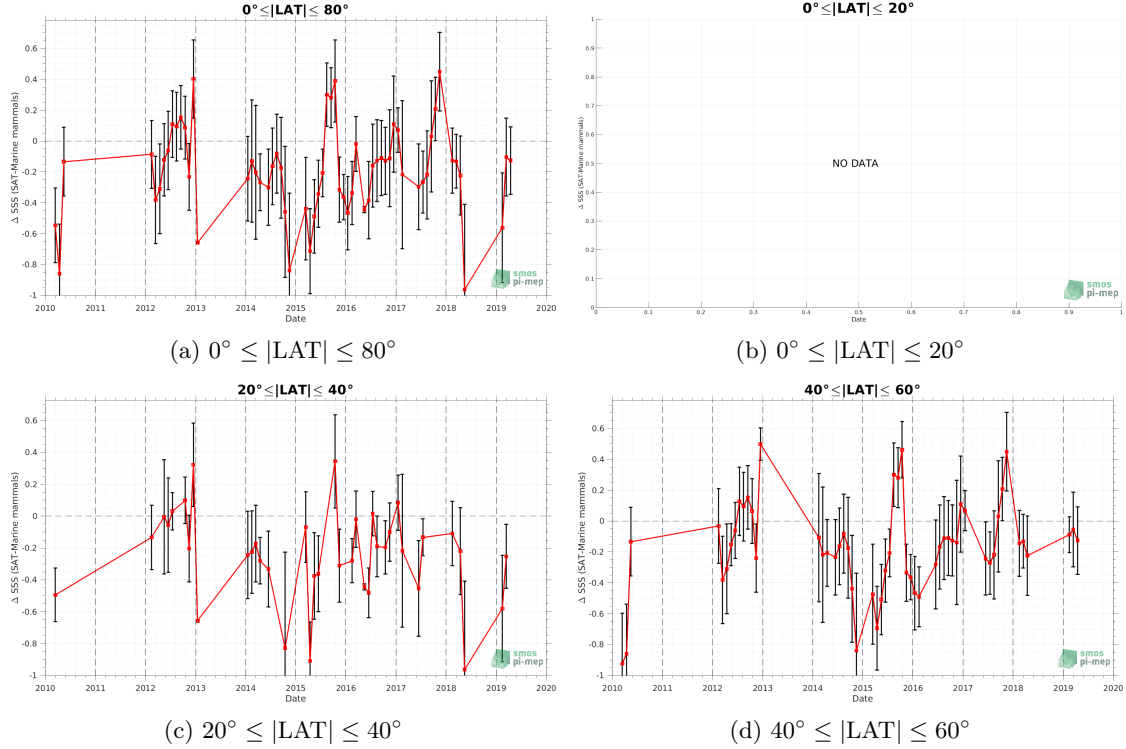 0°≤|LAT|≤ 80°
Δ SSS (SAT-Marine mammals)
0.6
0.4
0.2
0
-0.2
-0.4
-0.6
-0.8
-1
2010 2011 2012 2013 2014 2015 2016 2017 2018 2019 2020
Date
smos
pi-mep
(a) 0° ≤ |LAT| ≤ 80°
0°≤|LAT|≤ 20°
Δ SSS (SAT-Marine mammals)
1
0.9
0.8
0.7
0.6
0.5
0.4
0.3
0.2
0.1
0
NO DATA
0 0.1 0.2 0.3 0.4 0.5 0.6 0.7 0.8 0.9 1
Date
smos
pi-mep
(b) 0° ≤ |LAT| ≤ 20°
20°≤|LAT|≤ 40°
Δ SSS (SAT-Marine mammals)
0.6
0.4
0.2
0
-0.2
-0.4
-0.6
-0.8
-1
2010 2011 2012 2013 2014 2015 2016 2017 2018 2019 2020
Date
smos
pi-mep
(c) 20° ≤ |LAT| ≤ 40°
40°≤|LAT|≤ 60°
Δ SSS (SAT-Marine mammals)
0.6
0.4
0.2
0
-0.2
-0.4
-0.6
-0.8
-1
2010 2011 2012 2013 2014 2015 2016 2017 2018 2019 2020
Date
smos
pi-mep
(d) 40° ≤ |LAT| ≤ 60°